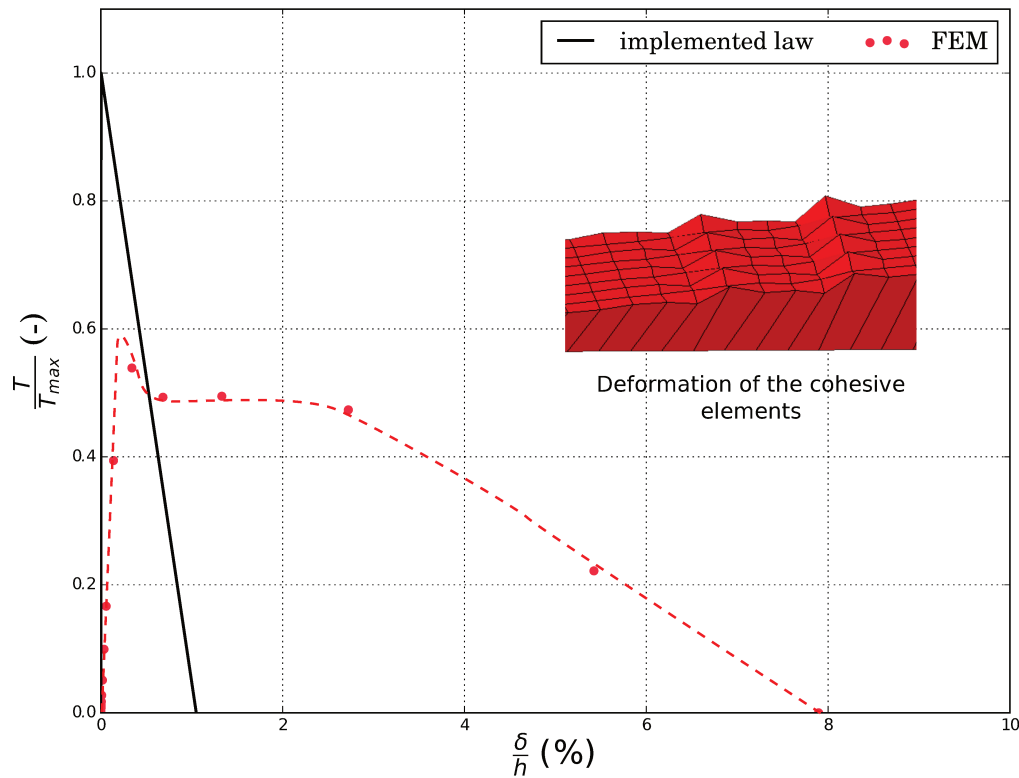 implemented law FEM
1.0
0.8
0.6
0.4
0.2
0.0
T/T_max (-)
Deformation of the cohesive
elements
0 2 4 6 8 10
δ/h (%)